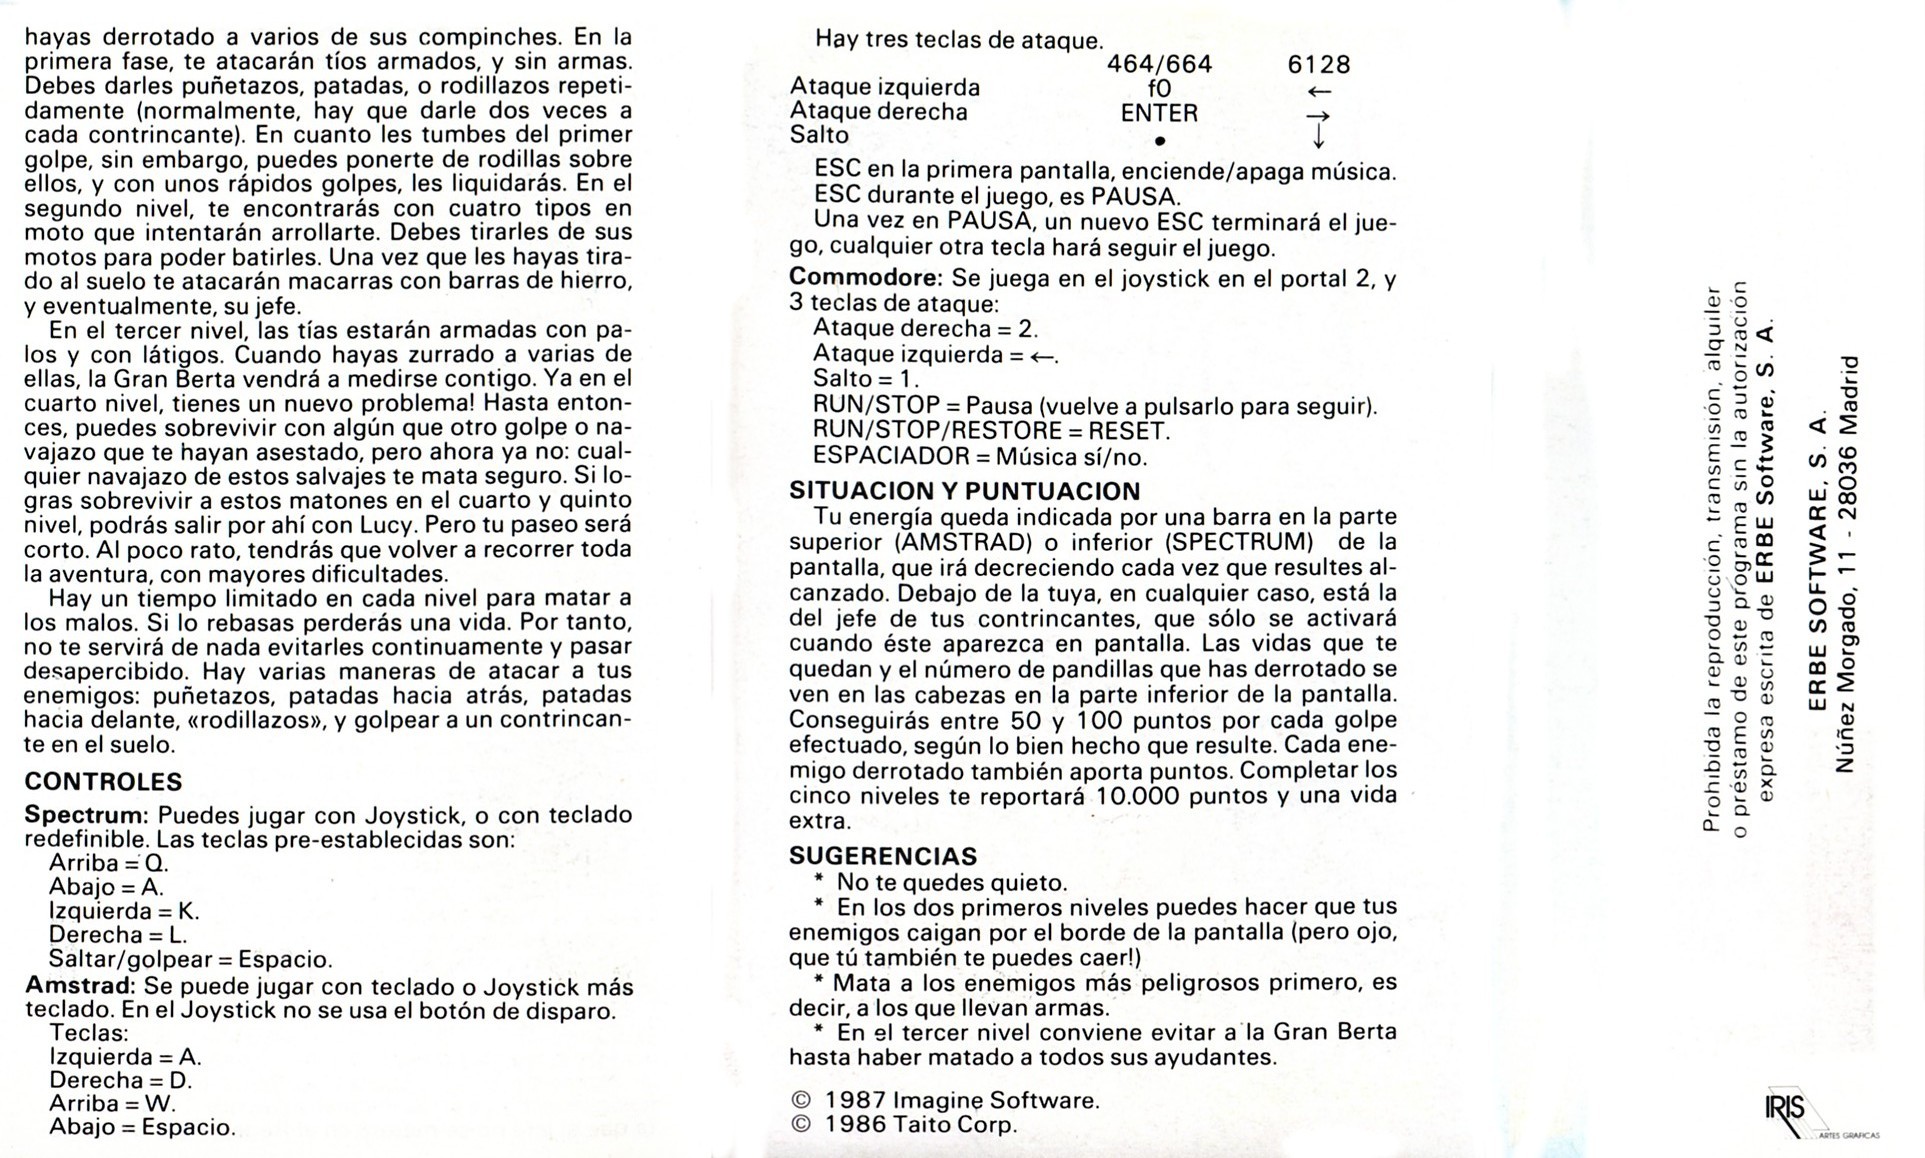 hayas derrotado a varios de sus compinches. En la
primera fase, te atacarán tíos armados, y sin armas.
Debes darles puñetazos, patadas, o rodillazos repeti-
damente (normalmente, hay que darle dos veces a
cada contrincante). En cuanto les tumbes del primer
golpe, sin embargo, puedes ponerte de rodillas sobre
ellos, y con unos rápidos golpes, les liquidarás. En el
segundo nivel, te encontrarás con cuatro tipos en
moto que intentarán arrollarte. Debes tirarles de sus
motos para poder batirles. Una vez que les hayas tira-
do al suelo te atacarán macarras con barras de hierro,
y eventualmente, su jefe.
En el tercer nivel, las tías estarán armadas con pa-
los y con látigos. Cuando hayas zurrado a varias de
ellas, la Gran Berta vendrá a medirse contigo. Ya en el
cuarto nivel, tienes un nuevo problema! Hasta enton-
ces, puedes sobrevivir con algún que otro golpe o na-
vajazo que te hayan asestado, pero ahora ya no: cual-
quier navajazo de estos salvajes te mata seguro. Si lo-
gras sobrevivir a estos matones en el cuarto y quinto
nivel, podrás salir por ahí con Lucy. Pero tu paseo será
corto. Al poco rato, tendrás que volver a recorrer toda
la aventura, con mayores dificultades.
Hay un tiempo limitado en cada nivel para matar a
los malos. Si lo rebasas perderás una vida. Por tanto,
no te servirá de nada evitarles continuamente y pasar
desapercibido. Hay varias maneras de atacar a tus
enemigos: puñetazos, patadas hacia atrás, patadas
hacia delante, «rodillazos», y golpear a un contrincan-
te en el suelo.
CONTROLES
Spectrum: Puedes jugar con Joystick, o con teclado
redefinible. Las teclas pre-establecidas son:
Arriba = Q.
Abajo = A.
Izquierda = K.
Derecha = L.
Saltar/golpear = Espacio.
Amstrad: Se puede jugar con teclado o Joystick más
teclado. En el Joystick no se usa el botón de disparo.
Teclas:
Izquierda = A.
Derecha = D.
Arriba = W.
Abajo = Espacio.
Hay tres teclas de ataque.
464/664 6128
Ataque izquierda f0 ←
Ataque derecha ENTER →
Salto • ↓
ESC en la primera pantalla, enciende/apaga música.
ESC durante el juego, es PAUSA.
Una vez en PAUSA, un nuevo ESC terminará el jue-
go, cualquier otra tecla hará seguir el juego.
Commodore: Se juega en el joystick en el portal 2, y
3 teclas de ataque:
Ataque derecha = 2.
Ataque izquierda = ←.
Salto = 1.
RUN/STOP = Pausa (vuelve a pulsarlo para seguir).
RUN/STOP/RESTORE = RESET.
ESPACIADOR = Música sí/no.
SITUACION Y PUNTUACION
Tu energía queda indicada por una barra en la parte
superior (AMSTRAD) o inferior (SPECTRUM) de la
pantalla, que irá decreciendo cada vez que resultes al-
canzado. Debajo de la tuya, en cualquier caso, está la
del jefe de tus contrincantes, que sólo se activará
cuando éste aparezca en pantalla. Las vidas que te
quedan y el número de pandillas que has derrotado se
ven en las cabezas en la parte inferior de la pantalla.
Conseguirás entre 50 y 100 puntos por cada golpe
efectuado, según lo bien hecho que resulte. Cada ene-
migo derrotado también aporta puntos. Completar los
cinco niveles te reportará 10.000 puntos y una vida
extra.
SUGERENCIAS
* No te quedes quieto.
* En los dos primeros niveles puedes hacer que tus
enemigos caigan por el borde de la pantalla (pero ojo,
que tú también te puedes caer!)
* Mata a los enemigos más peligrosos primero, es
decir, a los que llevan armas.
* En el tercer nivel conviene evitar a la Gran Berta
hasta haber matado a todos sus ayudantes.
© 1987 Imagine Software.
© 1986 Taito Corp.
Prohibida la reproducción, transmisión, alquiler
o préstamo de este programa sin la autorización
expresa escrita de ERBE Software, S. A.
ERBE SOFTWARE, S. A.
Núñez Morgado, 11 - 28036 Madrid
IRIS
ARTES GRAFICAS